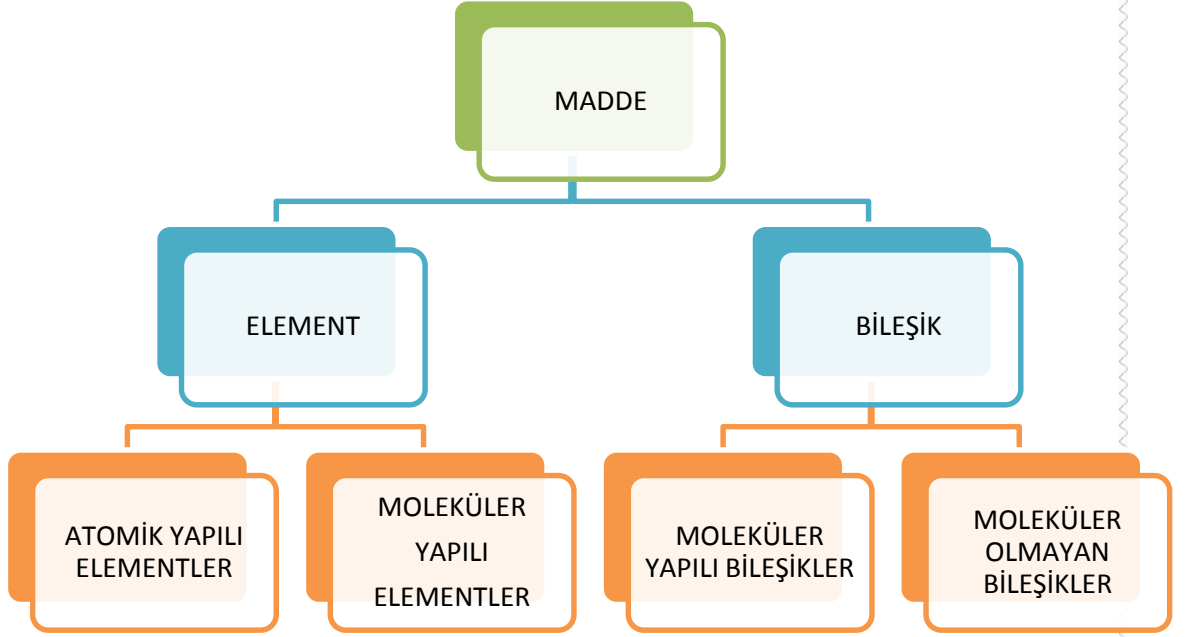 MADDE
ELEMENT
BİLEŞİK
ATOMİK YAPILI
ELEMENTLER
MOLEKÜLER
YAPILI
ELEMENTLER
MOLEKÜLER
YAPILI BİLEŞİKLER
MOLEKÜLER
OLMAYAN
BİLEŞİKLER